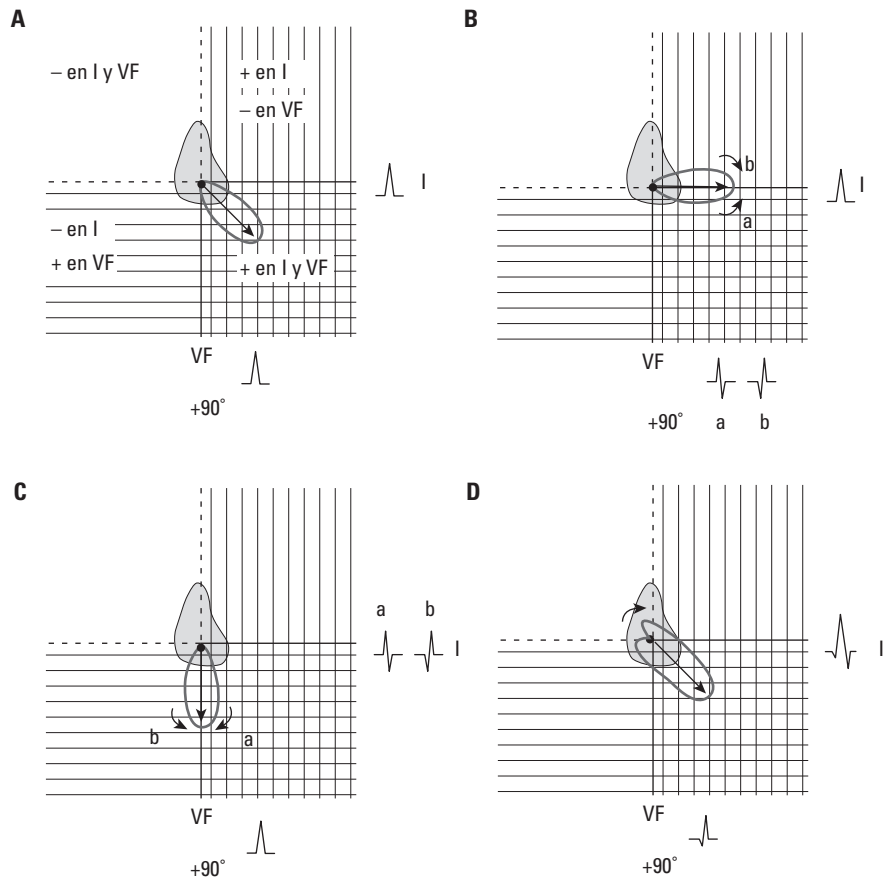 A
– en I y VF
+ en I
– en VF
I
– en I
+ en VF
+ en I y VF
VF
+90°
B
b
I
a
VF
+90° a b
C
a b
I
b a
VF
+90°
D
I
VF
+90°